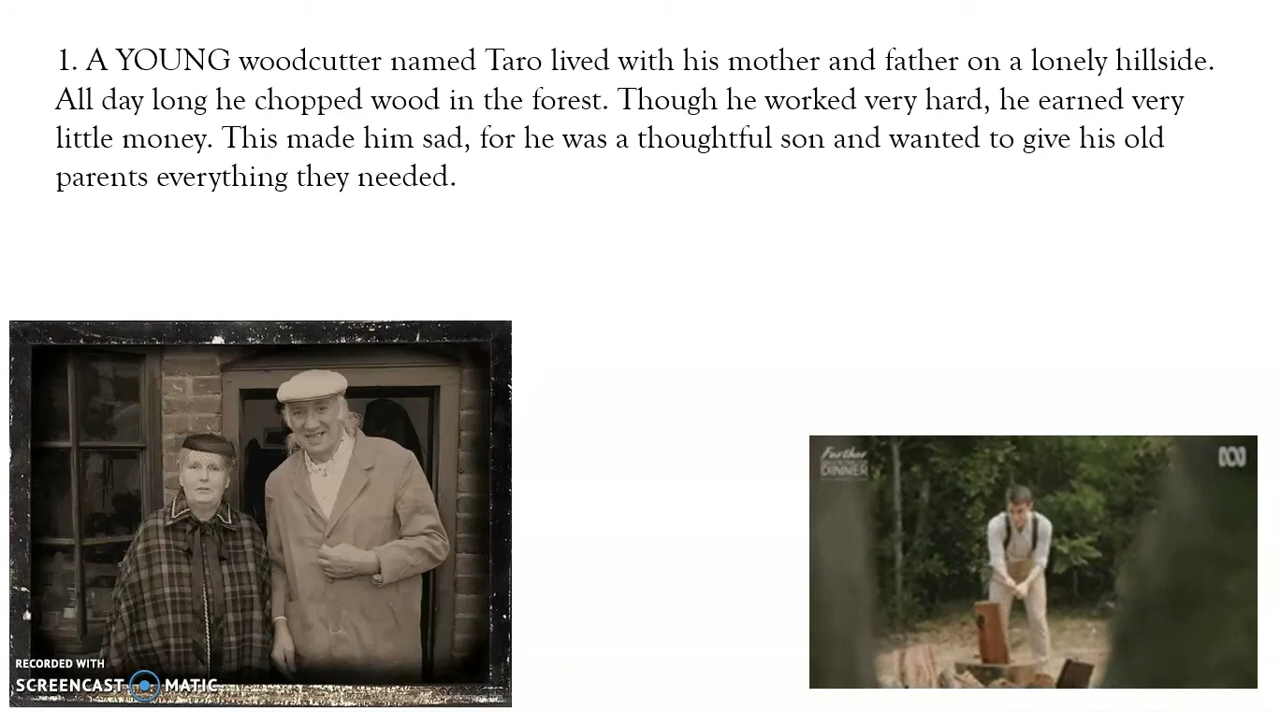 1. A YOUNG woodcutter named Taro lived with his mother and father on a lonely hillside.
All day long he chopped wood in the forest. Though he worked very hard, he earned very
little money. This made him sad, for he was a thoughtful son and wanted to give his old
parents everything they needed.
Further
DINNER
RECORDED WITH
SCREENCAST MATIC